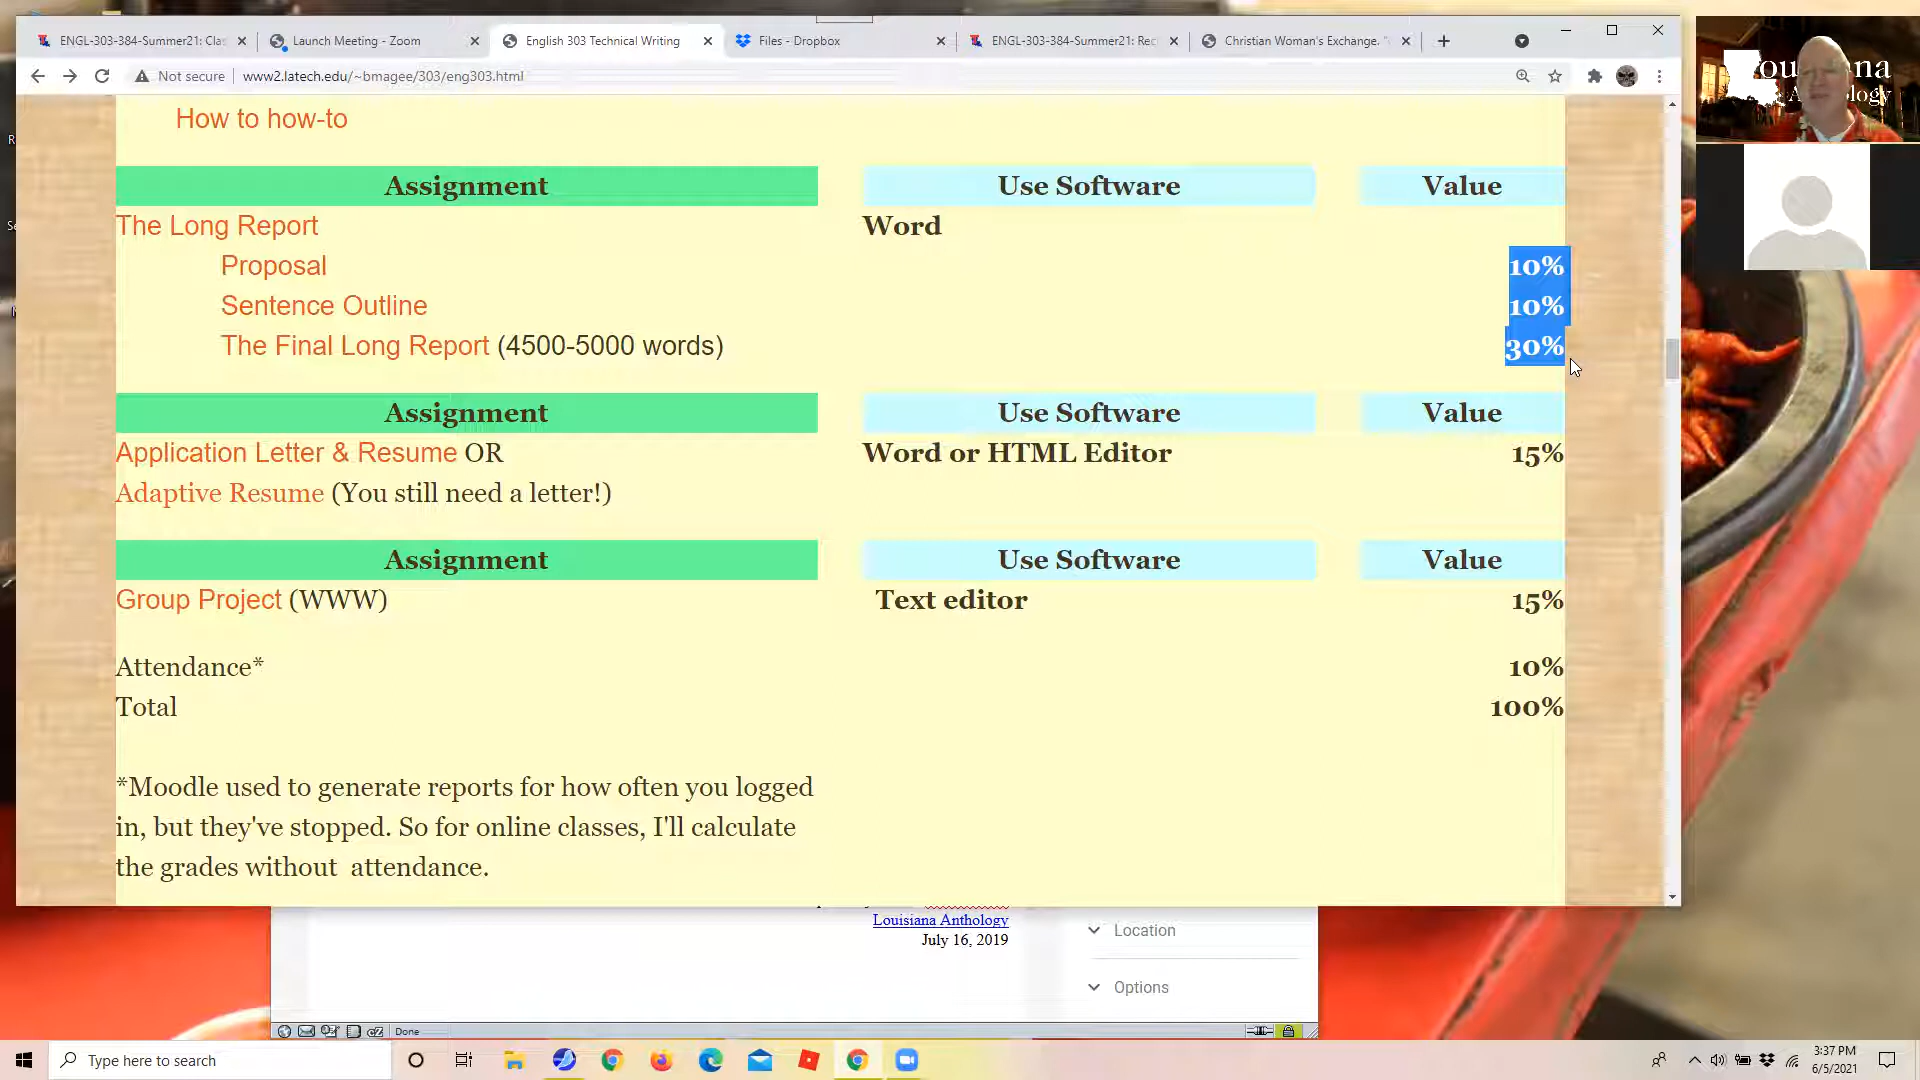 ENGL-303-384-Summer21: Cla
Launch Meeting - Zoom
English 303 Technical Writing
Files - Dropbox
ENGL-303-384-Summer21: Rec
Christian Woman's Exchange. "
Not secure
www2.latech.edu/~bmagee/303/eng303.html
How to how-to
Assignment Use Software Value
The Long Report Word
Proposal 10%
Sentence Outline 10%
The Final Long Report (4500-5000 words) 30%
Assignment Use Software Value
Application Letter & Resume OR Word or HTML Editor 15%
Adaptive Resume (You still need a letter!)
Assignment Use Software Value
Group Project (WWW) Text editor 15%
Attendance* 10%
Total 100%
*Moodle used to generate reports for how often you logged
in, but they've stopped. So for online classes, I'll calculate
the grades without attendance.
Louisiana Anthology
July 16, 2019
Location
Options
Done
Type here to search
3:37 PM
6/5/2021